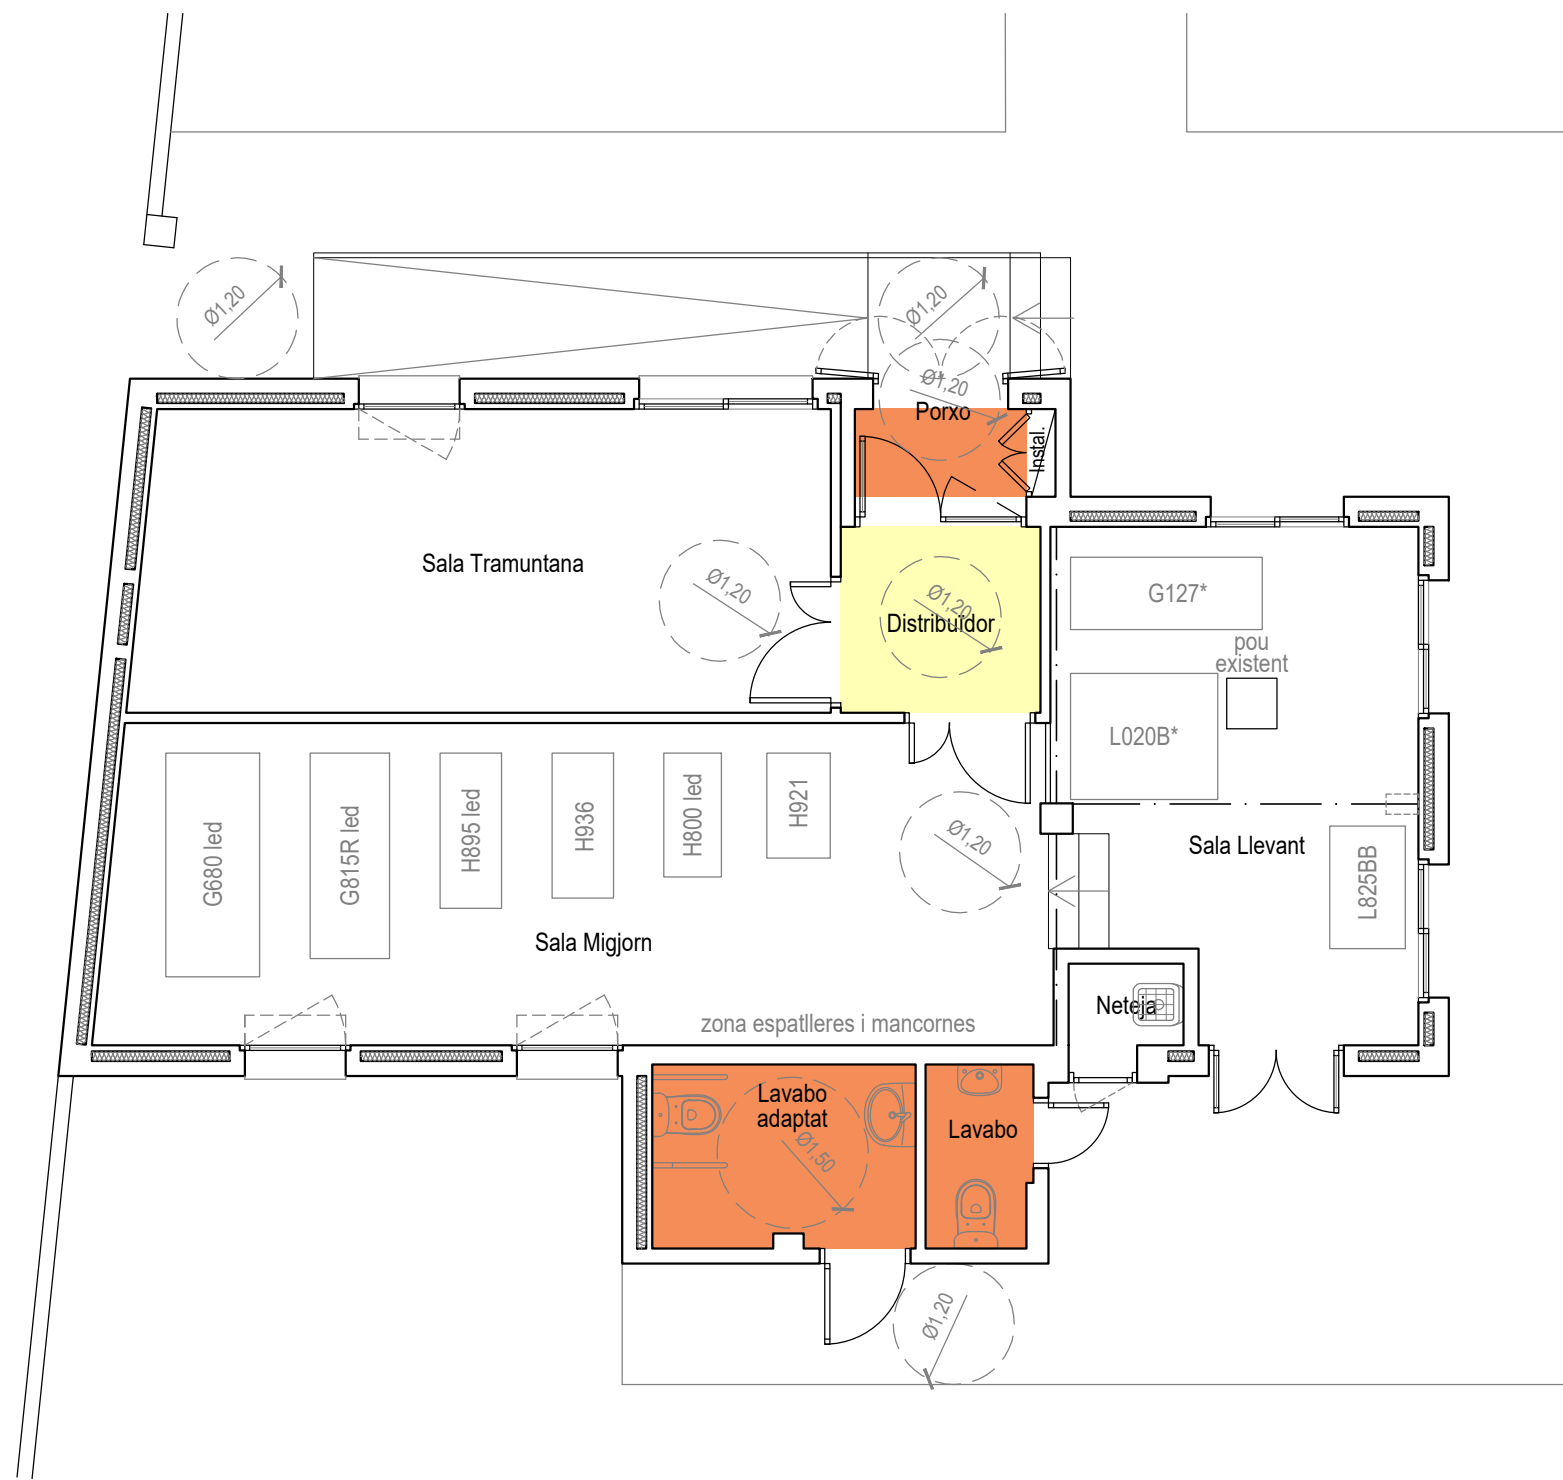 Ø1,20
Ø1,20
Ø1,20
Porxo
Instal.
Sala Tramuntana
Ø1,20
Ø1,20
Distribuïdor
G127*
pou
existent
L020B*
G680 led
G815R led
H895 led
H936
H800 led
H921
Ø1,20
Sala Llevant
L825BB
Sala Migjorn
Neteja
zona espatlleres i mancornes
Lavabo
adaptat
Ø1,50
Lavabo
Ø1,20